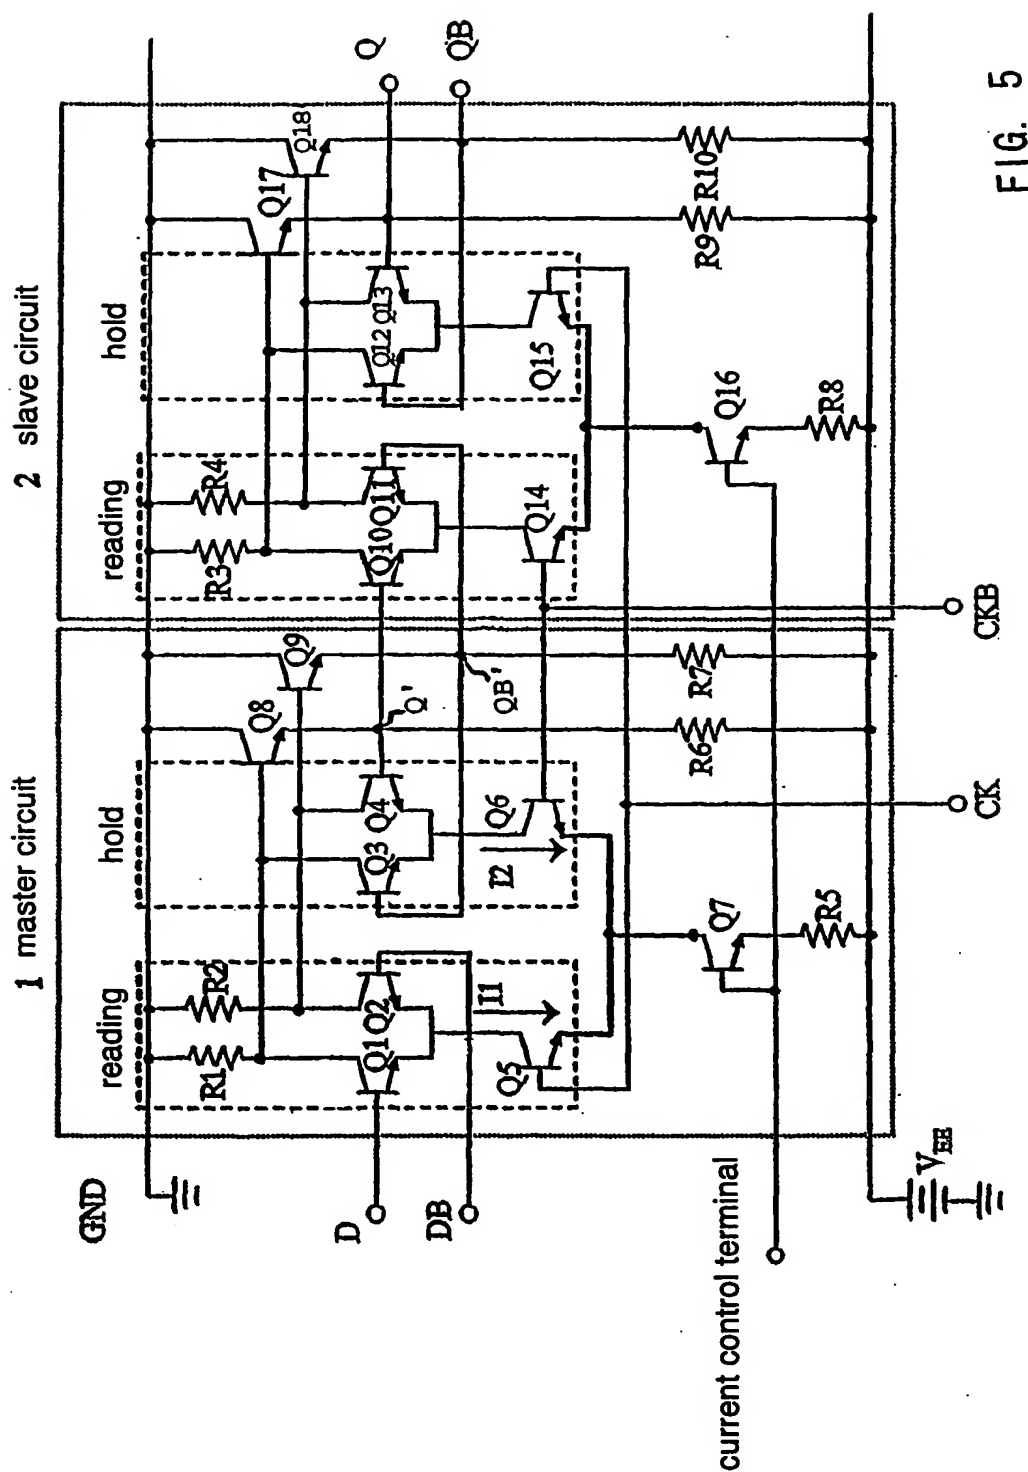 1 master circuit
2 slave circuit
reading
hold
reading
hold
GND
R1
R2
Q8
Q9
R3
R4
Q17
Q18
D
Q1
Q2
Q3
Q4
Q'
Q10
Q11
Q12
Q13
Q
DB
QB'
QB
I1
I2
Q5
Q6
Q14
Q15
R6
R7
R9
R10
Q7
Q16
current control terminal
R5
R8
VEE
CK
CKB
FIG. 5